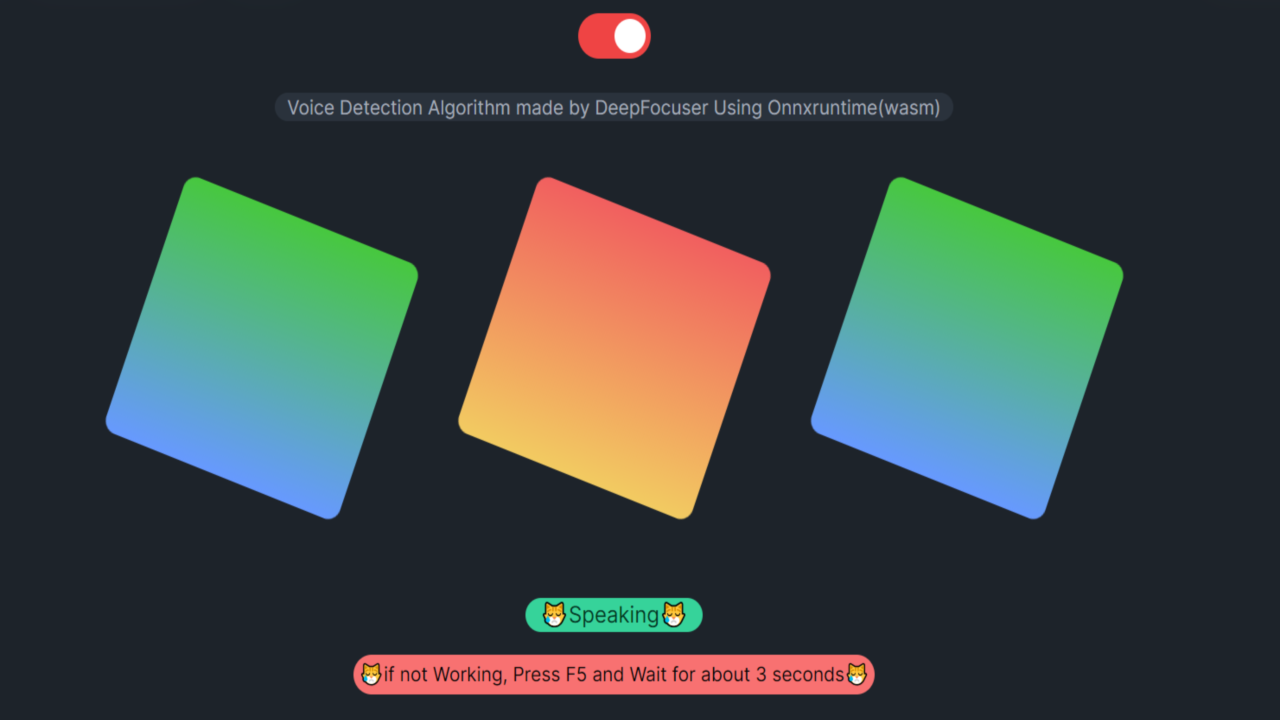 Voice Detection Algorithm made by DeepFocuser Using Onnxruntime(wasm)
😿Speaking😿
😿if not Working, Press F5 and Wait for about 3 seconds😿